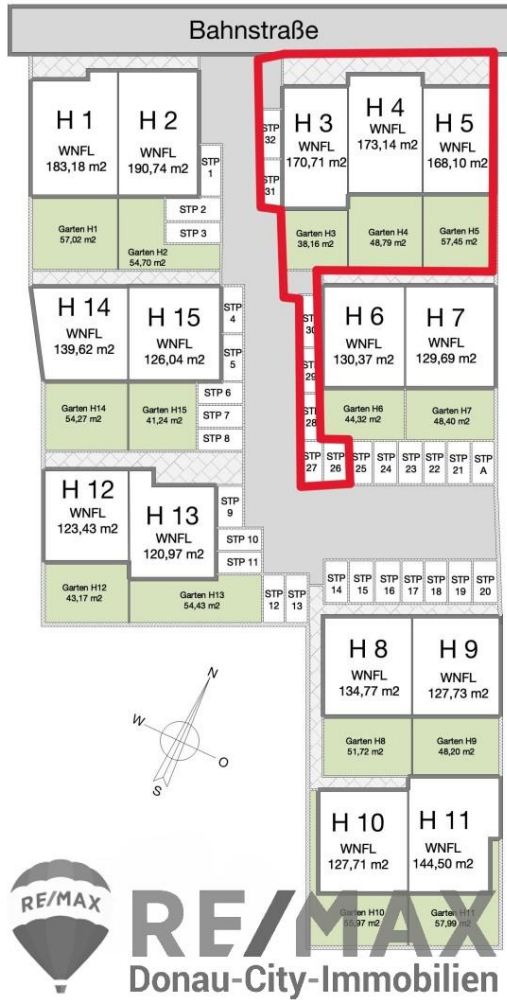 Bahnstraße
H 1
WNFL
183,18 m2
H 2
WNFL
190,74 m2
STP
1
STP 2
STP 3
Garten H1
57,02 m2
Garten H2
54,70 m2
STP
32
STP
31
H 3
WNFL
170,71 m2
H 4
WNFL
173,14 m2
H 5
WNFL
168,10 m2
Garten H3
38,16 m2
Garten H4
48,79 m2
Garten H5
57,45 m2
H 14
WNFL
139,62 m2
H 15
WNFL
126,04 m2
STP
4
STP
5
STP 6
STP 7
STP 8
Garten H14
54,27 m2
Garten H15
41,24 m2
STP
30
STP
29
STP
28
H 6
WNFL
130,37 m2
H 7
WNFL
129,69 m2
Garten H6
44,32 m2
Garten H7
48,40 m2
STP
27
STP
26
STP
25
STP
24
STP
23
STP
22
STP
21
STP
A
H 12
WNFL
123,43 m2
H 13
WNFL
120,97 m2
STP
9
STP 10
STP 11
Garten H12
43,17 m2
Garten H13
54,43 m2
STP
12
STP
13
STP
14
STP
15
STP
16
STP
17
STP
18
STP
19
STP
20
H 8
WNFL
134,77 m2
H 9
WNFL
127,73 m2
Garten H8
51,72 m2
Garten H9
48,20 m2
N
W
O
S
H 10
WNFL
127,71 m2
H 11
WNFL
144,50 m2
Garten H10
55,97 m2
Garten H11
57,99 m2
RE/MAX
RE/MAX
Donau-City-Immobilien